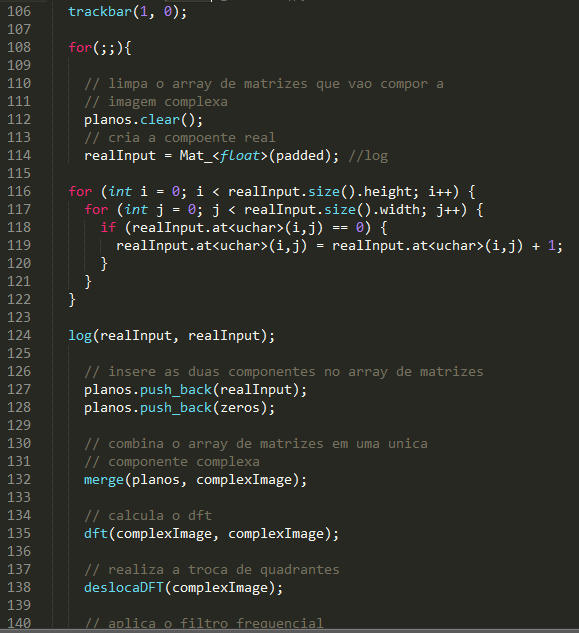 106 trackbar(1, 0);
107
108 for(;;){
109
110 // limpa o array de matrizes que vao compor a
111 // imagem complexa
112 planos.clear();
113 // cria a compoente real
114 realInput = Mat_<float>(padded); //log
115
116 for (int i = 0; i < realInput.size().height; i++) {
117 for (int j = 0; j < realInput.size().width; j++) {
118 if (realInput.at<uchar>(i,j) == 0) {
119 realInput.at<uchar>(i,j) = realInput.at<uchar>(i,j) + 1;
120 }
121 }
122 }
123
124 log(realInput, realInput);
125
126 // insere as duas componentes no array de matrizes
127 planos.push_back(realInput);
128 planos.push_back(zeros);
129
130 // combina o array de matrizes em uma unica
131 // componente complexa
132 merge(planos, complexImage);
133
134 // calcula o dft
135 dft(complexImage, complexImage);
136
137 // realiza a troca de quadrantes
138 deslocaDFT(complexImage);
139
140 // aplica o filtro frequencial